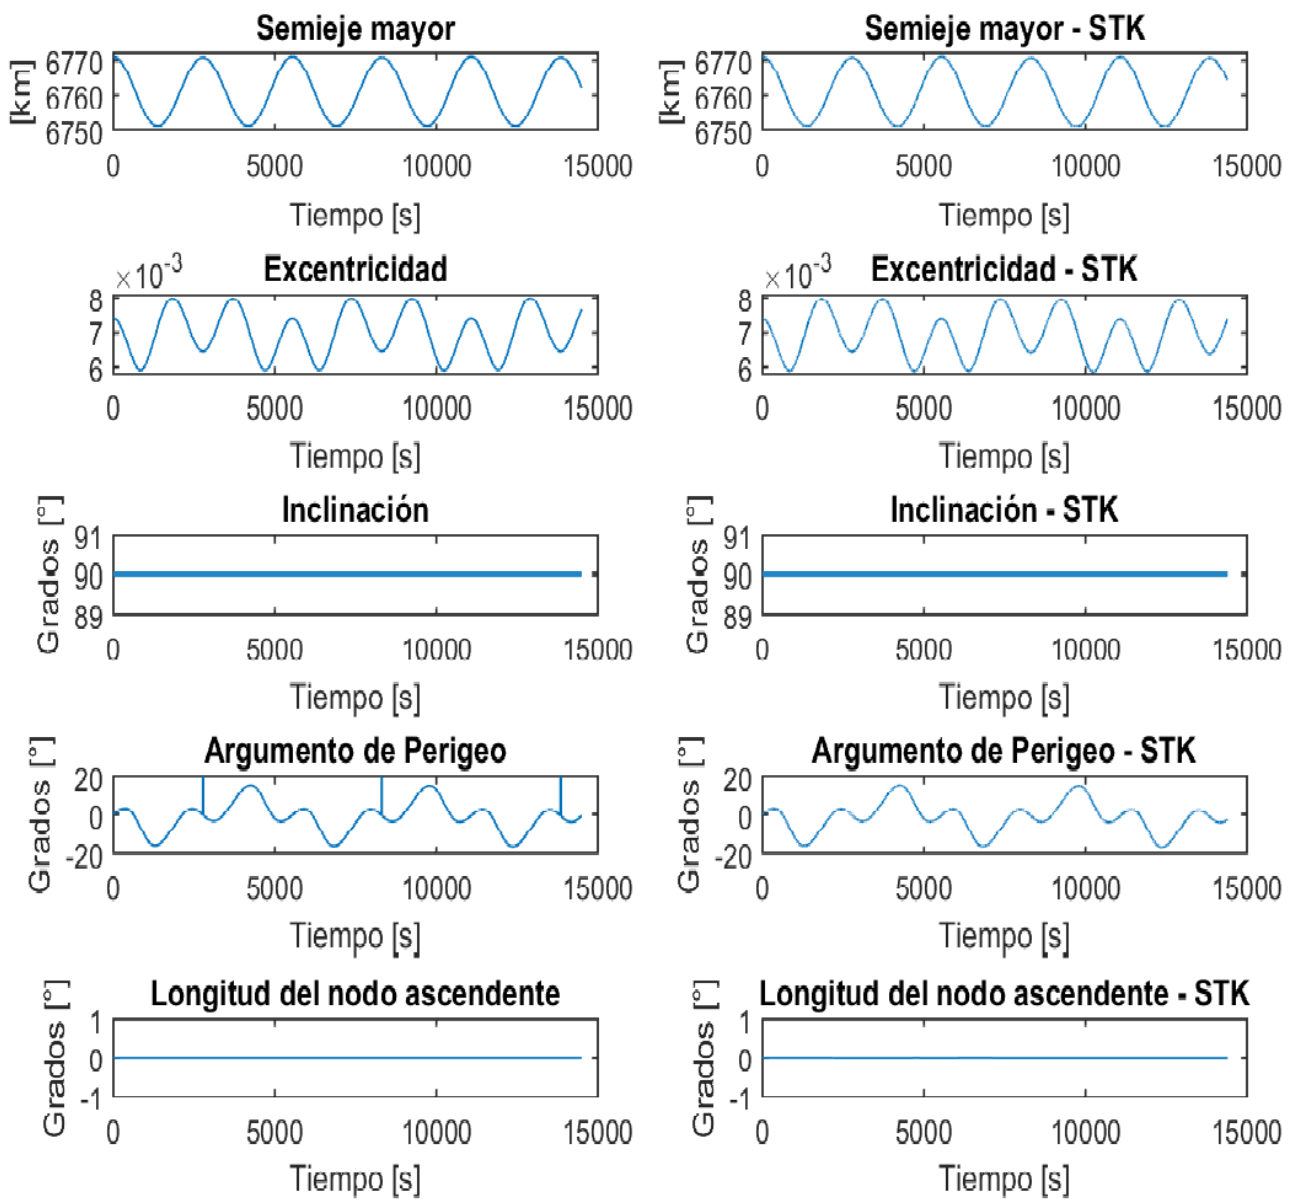 Semieje mayor
[km]
6770
6760
6750
0 5000 10000 15000
Tiempo [s]
Semieje mayor - STK
[km]
6770
6760
6750
0 5000 10000 15000
Tiempo [s]
Excentricidad
×10⁻³
8
7
6
0 5000 10000 15000
Tiempo [s]
Excentricidad - STK
×10⁻³
8
7
6
0 5000 10000 15000
Tiempo [s]
Inclinación
Grados [°]
91
90
89
0 5000 10000 15000
Tiempo [s]
Inclinación - STK
Grados [°]
91
90
89
0 5000 10000 15000
Tiempo [s]
Argumento de Perigeo
Grados [°]
20
0
-20
0 5000 10000 15000
Tiempo [s]
Argumento de Perigeo - STK
Grados [°]
20
0
-20
0 5000 10000 15000
Tiempo [s]
Longitud del nodo ascendente
Grados [°]
1
0
-1
0 5000 10000 15000
Tiempo [s]
Longitud del nodo ascendente - STK
Grados [°]
1
0
-1
0 5000 10000 15000
Tiempo [s]